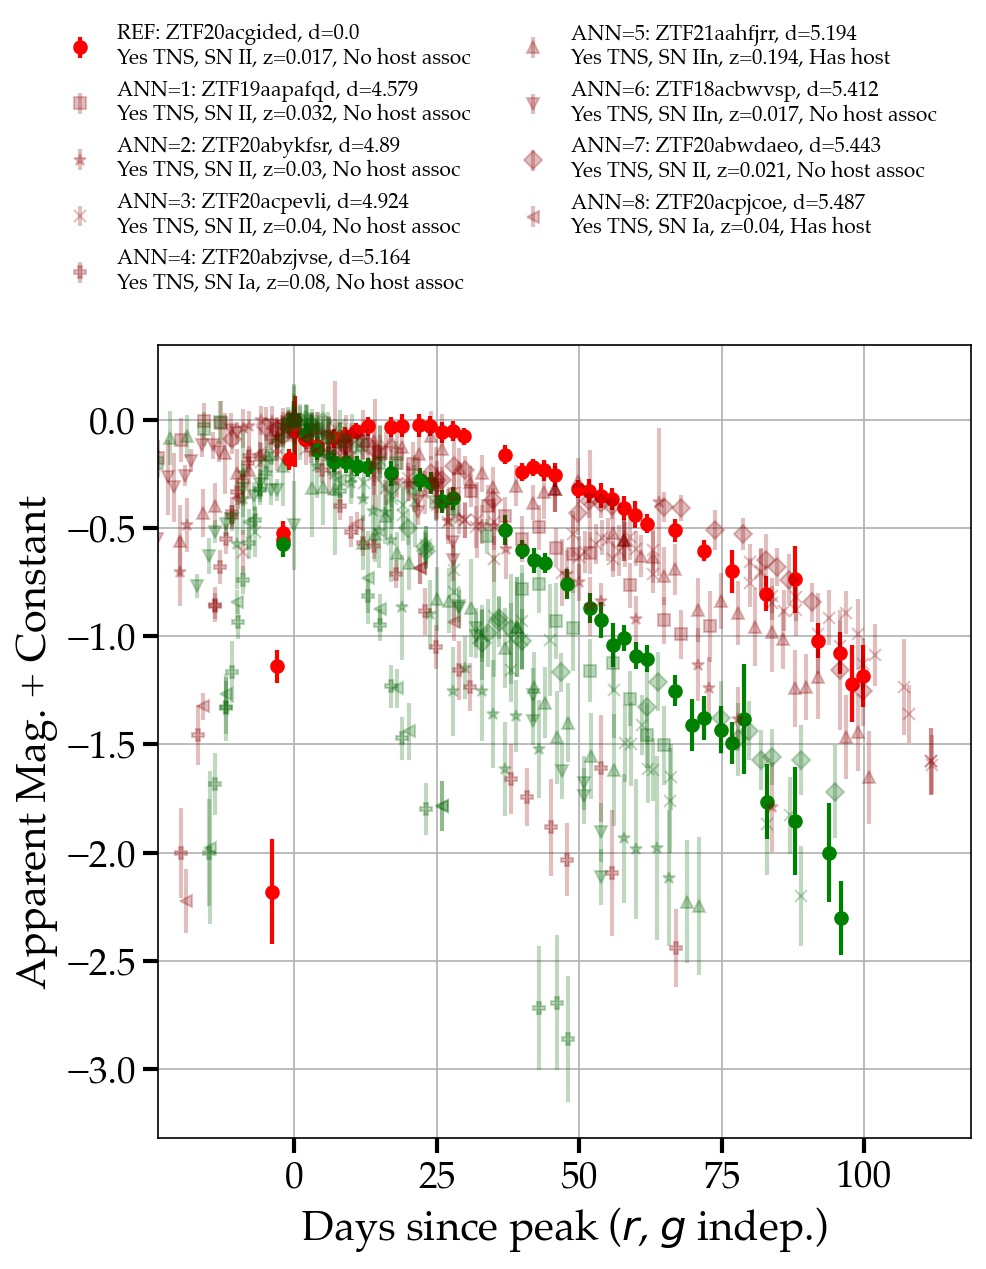 REF: ZTF20acgided, d=0.0
Yes TNS, SN II, z=0.017, No host assoc
ANN=1: ZTF19aapafqd, d=4.579
Yes TNS, SN II, z=0.032, No host assoc
ANN=2: ZTF20abykfsr, d=4.89
Yes TNS, SN II, z=0.03, No host assoc
ANN=3: ZTF20acpevli, d=4.924
Yes TNS, SN II, z=0.04, No host assoc
ANN=4: ZTF20abzjvse, d=5.164
Yes TNS, SN Ia, z=0.08, No host assoc
ANN=5: ZTF21aahfjrr, d=5.194
Yes TNS, SN IIn, z=0.194, Has host
ANN=6: ZTF18acbwvsp, d=5.412
Yes TNS, SN IIn, z=0.017, No host assoc
ANN=7: ZTF20abwdaeo, d=5.443
Yes TNS, SN II, z=0.021, No host assoc
ANN=8: ZTF20acpjcoe, d=5.487
Yes TNS, SN Ia, z=0.04, Has host
Apparent Mag. + Constant
0.0
−0.5
−1.0
−1.5
−2.0
−2.5
−3.0
0
25
50
75
100
Days since peak (r, g indep.)